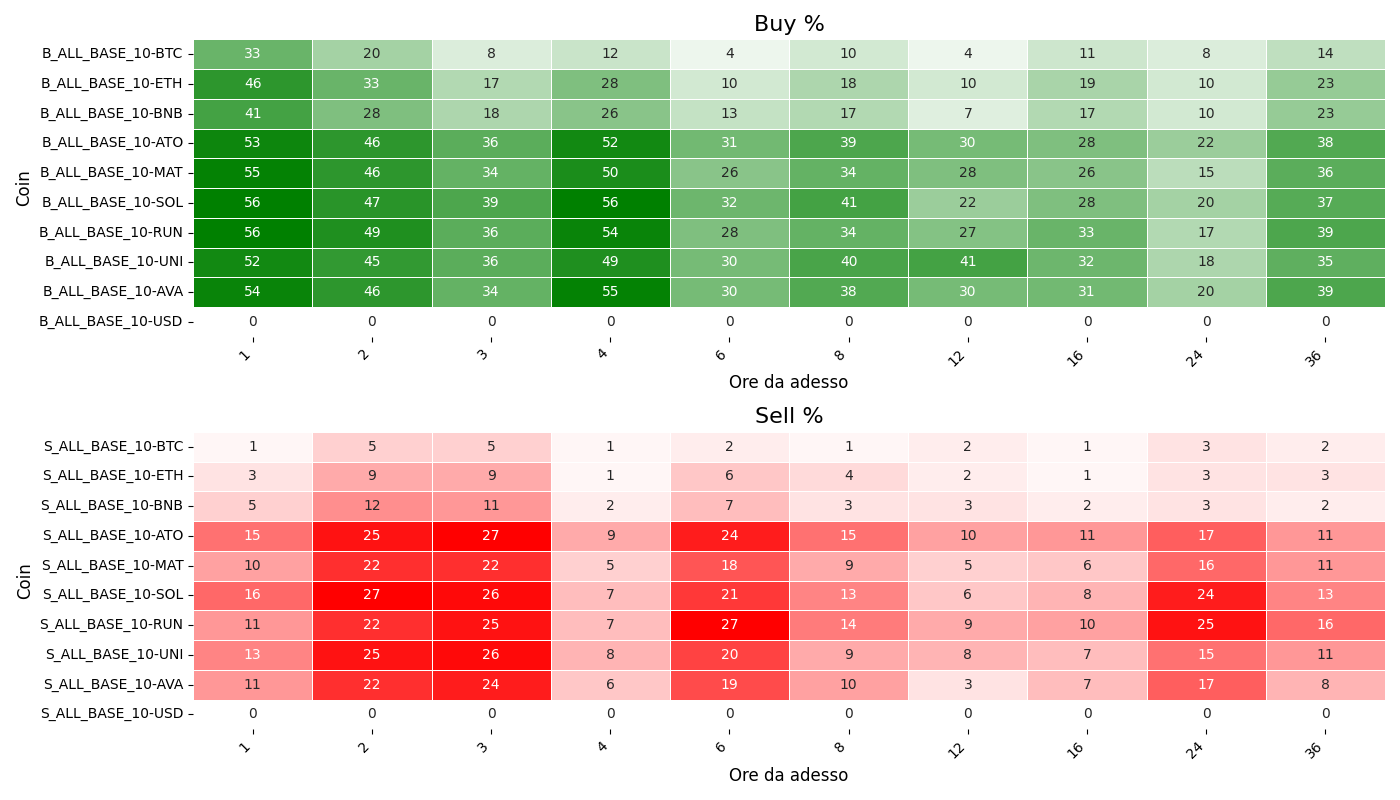 Buy %
B_ALL_BASE_10-BTC 33 20 8 12 4 10 4 11 8 14
B_ALL_BASE_10-ETH 46 33 17 28 10 18 10 19 10 23
B_ALL_BASE_10-BNB 41 28 18 26 13 17 7 17 10 23
B_ALL_BASE_10-ATO 53 46 36 52 31 39 30 28 22 38
B_ALL_BASE_10-MAT 55 46 34 50 26 34 28 26 15 36
B_ALL_BASE_10-SOL 56 47 39 56 32 41 22 28 20 37
B_ALL_BASE_10-RUN 56 49 36 54 28 34 27 33 17 39
B_ALL_BASE_10-UNI 52 45 36 49 30 40 41 32 18 35
B_ALL_BASE_10-AVA 54 46 34 55 30 38 30 31 20 39
B_ALL_BASE_10-USD 0 0 0 0 0 0 0 0 0 0
Coin
1 2 3 4 6 8 12 16 24 36
Ore da adesso
Sell %
S_ALL_BASE_10-BTC 1 5 5 1 2 1 2 1 3 2
S_ALL_BASE_10-ETH 3 9 9 1 6 4 2 1 3 3
S_ALL_BASE_10-BNB 5 12 11 2 7 3 3 2 3 2
S_ALL_BASE_10-ATO 15 25 27 9 24 15 10 11 17 11
S_ALL_BASE_10-MAT 10 22 22 5 18 9 5 6 16 11
S_ALL_BASE_10-SOL 16 27 26 7 21 13 6 8 24 13
S_ALL_BASE_10-RUN 11 22 25 7 27 14 9 10 25 16
S_ALL_BASE_10-UNI 13 25 26 8 20 9 8 7 15 11
S_ALL_BASE_10-AVA 11 22 24 6 19 10 3 7 17 8
S_ALL_BASE_10-USD 0 0 0 0 0 0 0 0 0 0
Coin
1 2 3 4 6 8 12 16 24 36
Ore da adesso